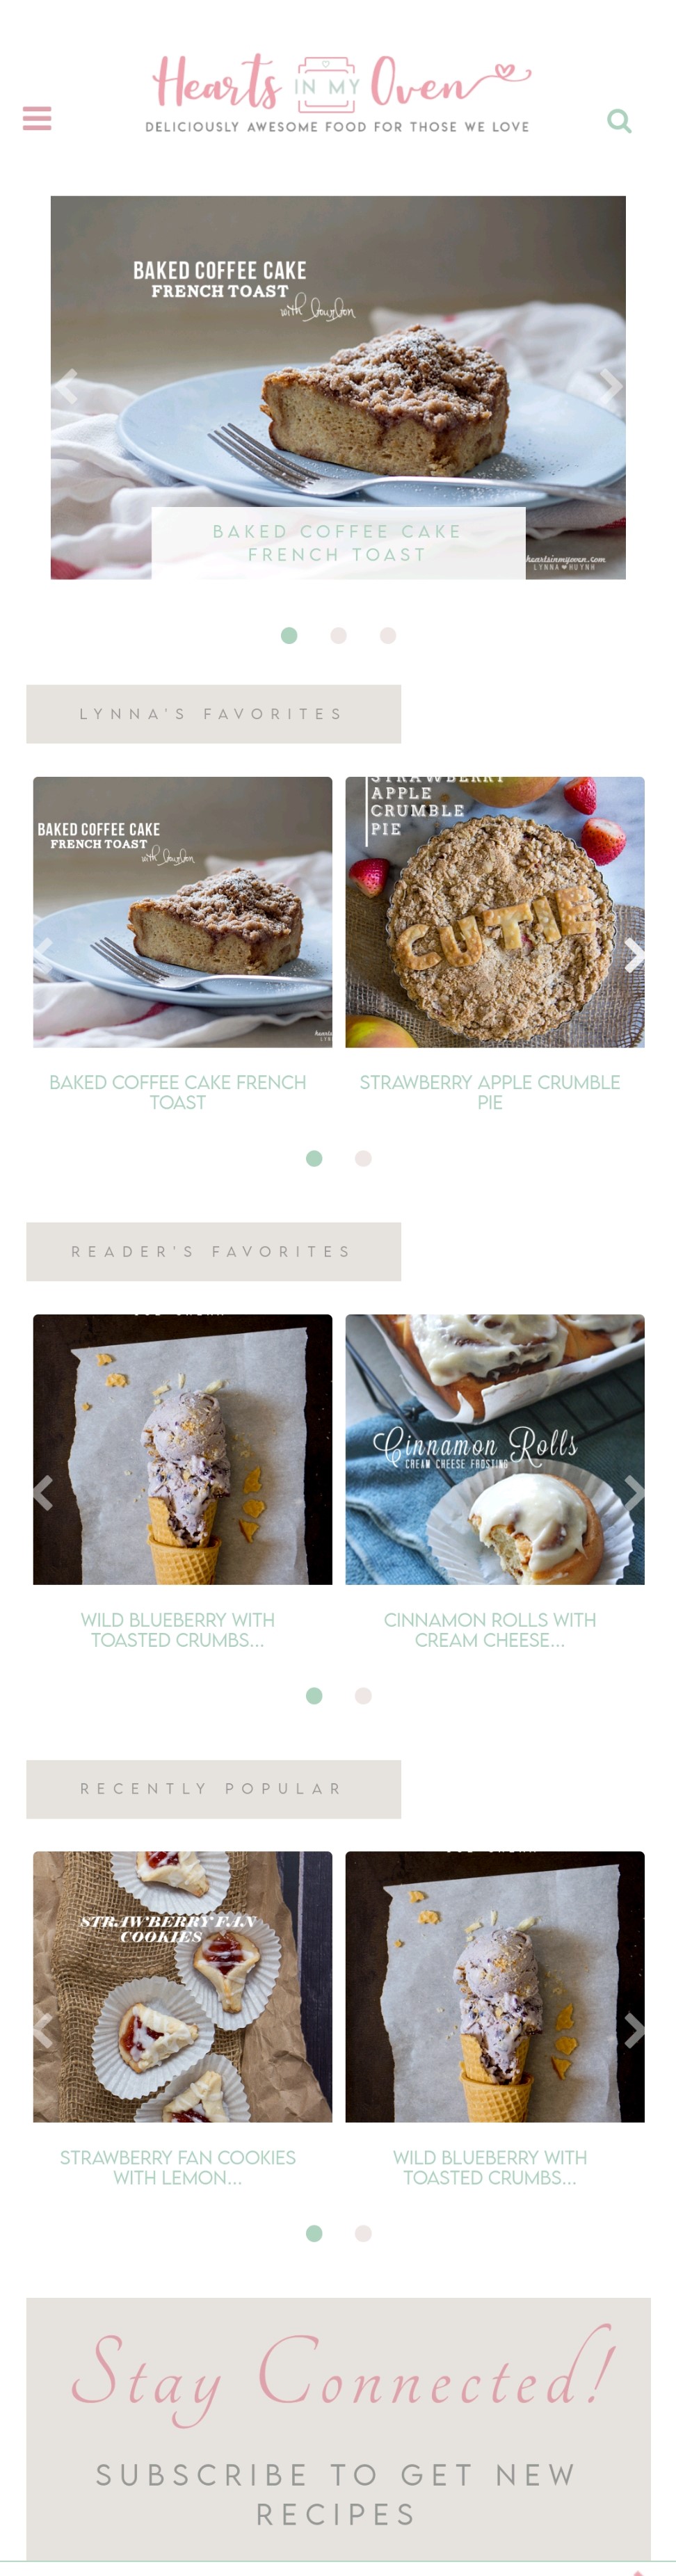 Hearts IN MY Oven
DELICIOUSLY AWESOME FOOD FOR THOSE WE LOVE
BAKED COFFEE CAKE
FRENCH TOAST
with bourbon
BAKED COFFEE CAKE
FRENCH TOAST
heartsinmyoven.com
LYNNA HUYNH
LYNNA'S FAVORITES
BAKED COFFEE CAKE
FRENCH TOAST
with bourbon
STRAWBERRY
APPLE
CRUMBLE
PIE
CUTIE
BAKED COFFEE CAKE FRENCH
TOAST
STRAWBERRY APPLE CRUMBLE
PIE
READER'S FAVORITES
Cinnamon Rolls
CREAM CHEESE FROSTING
WILD BLUEBERRY WITH
TOASTED CRUMBS...
CINNAMON ROLLS WITH
CREAM CHEESE...
RECENTLY POPULAR
STRAWBERRY FAN
COOKIES
STRAWBERRY FAN COOKIES
WITH LEMON...
WILD BLUEBERRY WITH
TOASTED CRUMBS...
Stay Connected!
SUBSCRIBE TO GET NEW
RECIPES